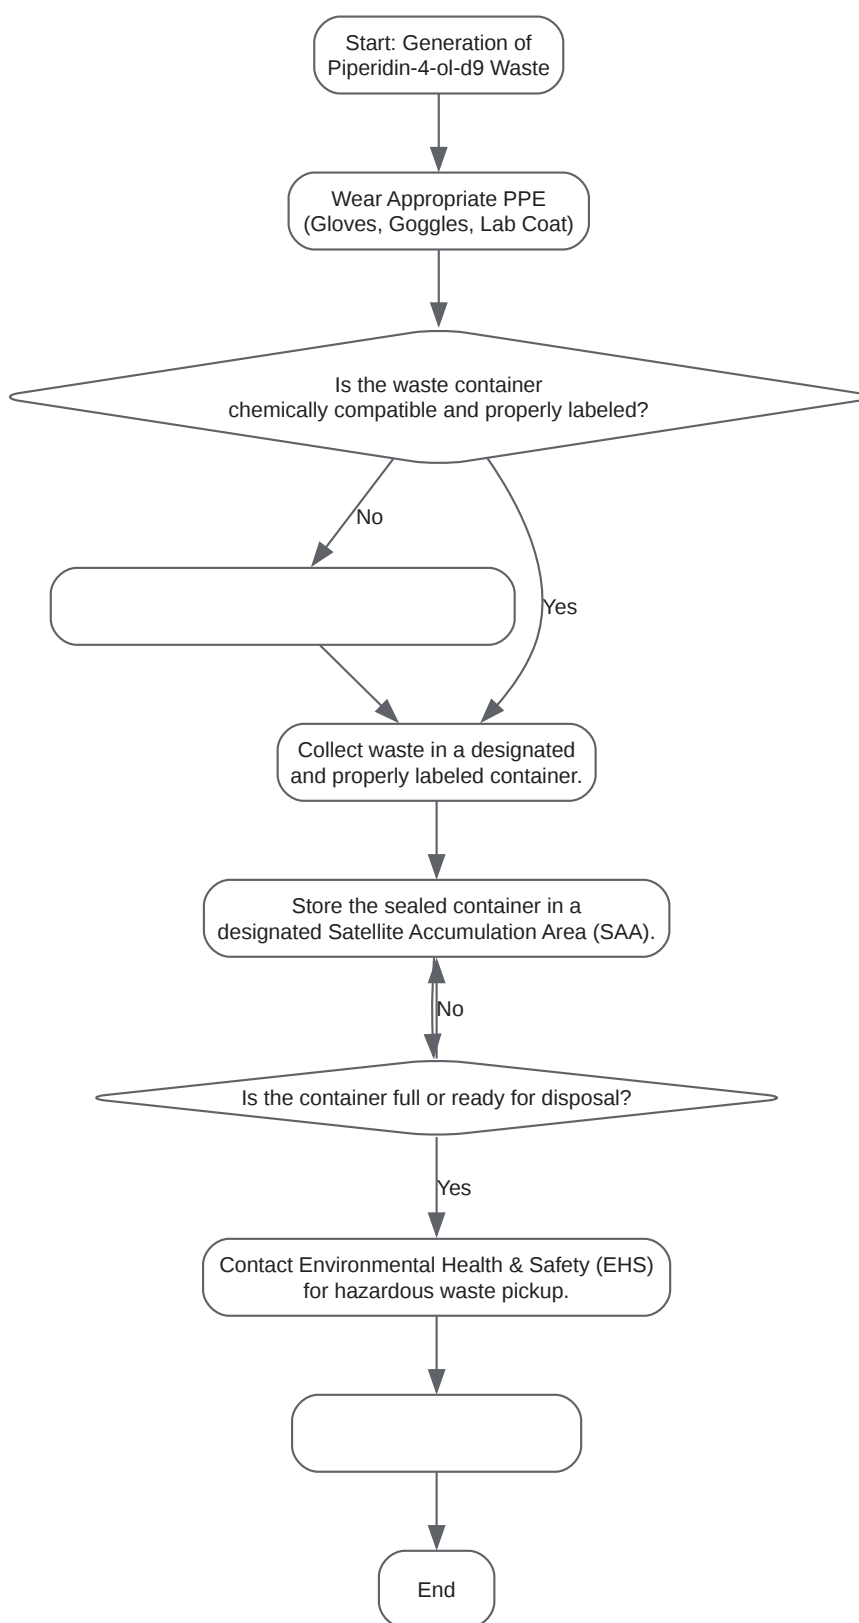 Start: Generation of
Piperidin-4-ol-d9 Waste
Wear Appropriate PPE
(Gloves, Goggles, Lab Coat)
Is the waste container
chemically compatible and properly labeled?
No
Yes
Collect waste in a designated
and properly labeled container.
Store the sealed container in a
designated Satellite Accumulation Area (SAA).
No
Is the container full or ready for disposal?
Yes
Contact Environmental Health & Safety (EHS)
for hazardous waste pickup.
End